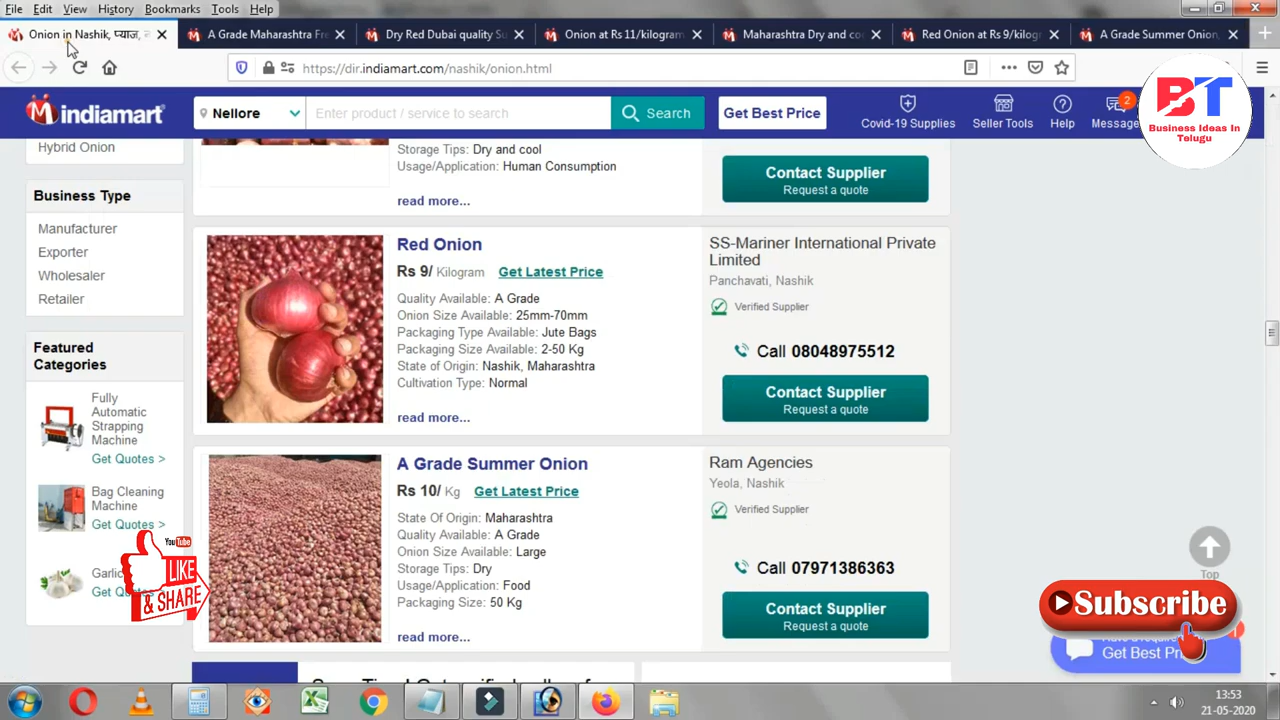 File Edit View History Bookmarks Tools Help
Onion in Nashik, प्याज,
A Grade Maharashtra Fre
Dry Red Dubai quality Su
Onion at Rs 11/kilogram
Maharashtra Dry and coo
Red Onion at Rs 9/kilogr
A Grade Summer Onion,
https://dir.indiamart.com/nashik/onion.html
indiamart
Nellore
Enter product / service to search
Search
Get Best Price
Covid-19 Supplies
Seller Tools
Help
Message
2
BT
Business Ideas In
Telugu
Hybrid Onion
Business Type
Manufacturer
Exporter
Wholesaler
Retailer
Featured
Categories
Fully
Automatic
Strapping
Machine
Get Quotes >
Bag Cleaning
Machine
Get Quotes >
Garlic
Storage Tips: Dry and cool
Usage/Application: Human Consumption
read more...
Contact Supplier
Request a quote
Red Onion
Rs 9/ Kilogram Get Latest Price
Quality Available: A Grade
Onion Size Available: 25mm-70mm
Packaging Type Available: Jute Bags
Packaging Size Available: 2-50 Kg
State of Origin: Nashik, Maharashtra
Cultivation Type: Normal
read more...
SS-Mariner International Private
Limited
Panchavati, Nashik
Verified Supplier
Call 08048975512
Contact Supplier
Request a quote
A Grade Summer Onion
Rs 10/ Kg Get Latest Price
State Of Origin: Maharashtra
Quality Available: A Grade
Onion Size Available: Large
Storage Tips: Dry
Usage/Application: Food
Packaging Size: 50 Kg
read more...
Ram Agencies
Yeola, Nashik
Verified Supplier
Call 07971386363
Contact Supplier
Request a quote
Top
YouTube
LIKE
& SHARE
Subscribe
Get Best Pri
13:53
21-05-2020